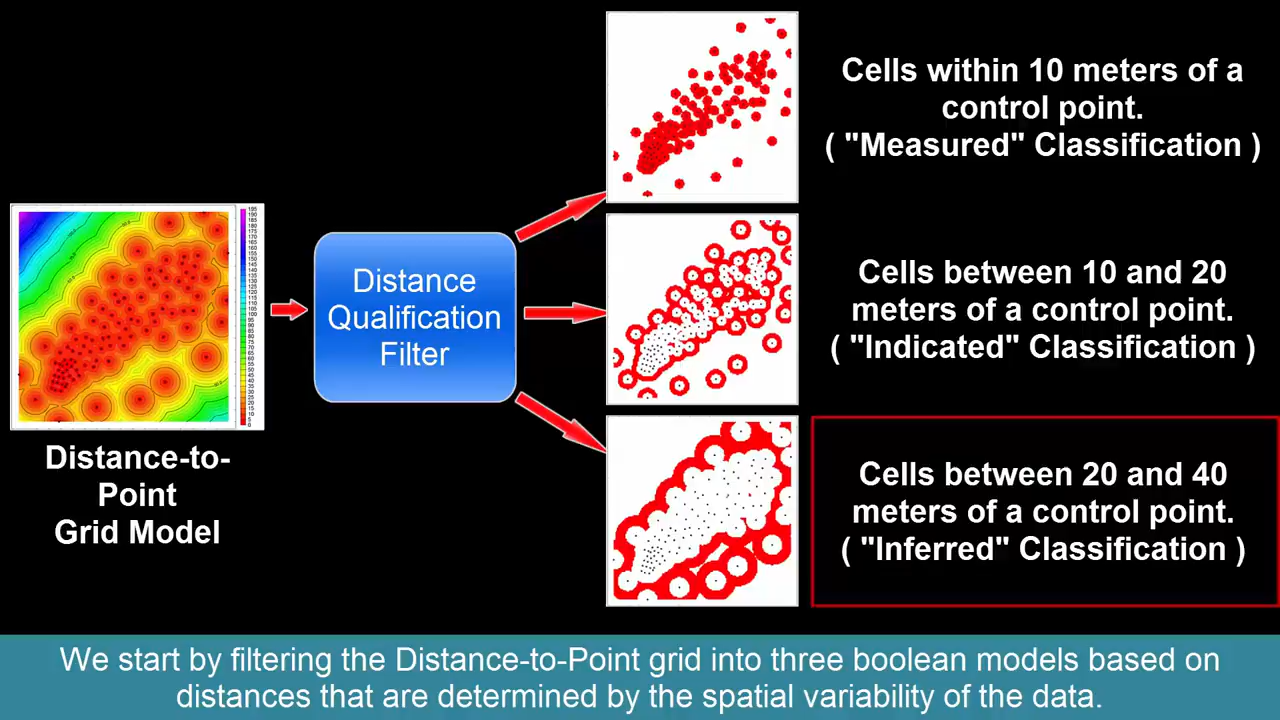 Cells within 10 meters of a
control point.
( "Measured" Classification )
Distance
Qualification
Filter
Cells between 10 and 20
meters of a control point.
( "Indicated" Classification )
Distance-to-
Point
Grid Model
Cells between 20 and 40
meters of a control point.
( "Inferred" Classification )
We start by filtering the Distance-to-Point grid into three boolean models based on
distances that are determined by the spatial variability of the data.